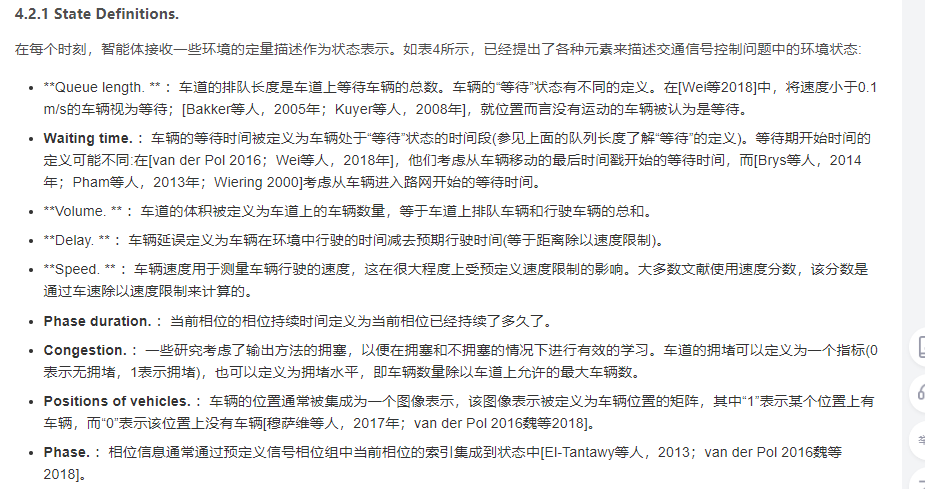 4.2.1 State Definitions.
在每个时刻，智能体接收一些环境的定量描述作为状态表示。如表4所示，已经提出了各种元素来描述交通信号控制问题中的环境状态:
• **Queue length. **： 车道的排队长度是车道上等待车辆的总数。车辆的“等待”状态有不同的定义。在[Wei等2018]中，将速度小于0.1
m/s的车辆视为等待；[Bakker等人，2005年；Kuyer等人，2008年]，就位置而言没有运动的车辆被认为是等待。
• Waiting time.： 车辆的等待时间被定义为车辆处于“等待”状态的时间段(参见上面的队列长度了解“等待”的定义)。等待期开始时间的
定义可能不同:在[van der Pol 2016；Wei等人，2018年]，他们考虑从车辆移动的最后时间戳开始的等待时间，而[Brys等人，2014
年；Pham等人，2013年；Wiering 2000]考虑从车辆进入路网开始的等待时间。
• **Volume. **： 车道的体积被定义为车道上的车辆数量，等于车道上排队车辆和行驶车辆的总和。
• **Delay. **： 车辆延误定义为车辆在环境中行驶的时间减去预期行驶时间(等于距离除以速度限制)。
• **Speed. **： 车辆速度用于测量车辆行驶的速度，这在很大程度上受预定义速度限制的影响。大多数文献使用速度分数，该分数是
通过车速除以速度限制来计算的。
• Phase duration.： 当前相位的相位持续时间定义为当前相位已经持续了多久了。
• Congestion.： 一些研究考虑了输出方法的拥塞，以便在拥塞和不拥塞的情况下进行有效的学习。车道的拥堵可以定义为一个指标(0
表示无拥堵，1表示拥堵)，也可以定义为拥堵水平，即车辆数量除以车道上允许的最大车辆数。
• Positions of vehicles.： 车辆的位置通常被集成为一个图像表示，该图像表示被定义为车辆位置的矩阵，其中“1”表示某个位置上有
车辆，而“0”表示该位置上没有车辆[穆萨维等人，2017年；van der Pol 2016魏等2018]。
• Phase.： 相位信息通常通过预定义信号相位组中当前相位的索引集成到状态中[El-Tantawy等人，2013；van der Pol 2016魏等
2018]。